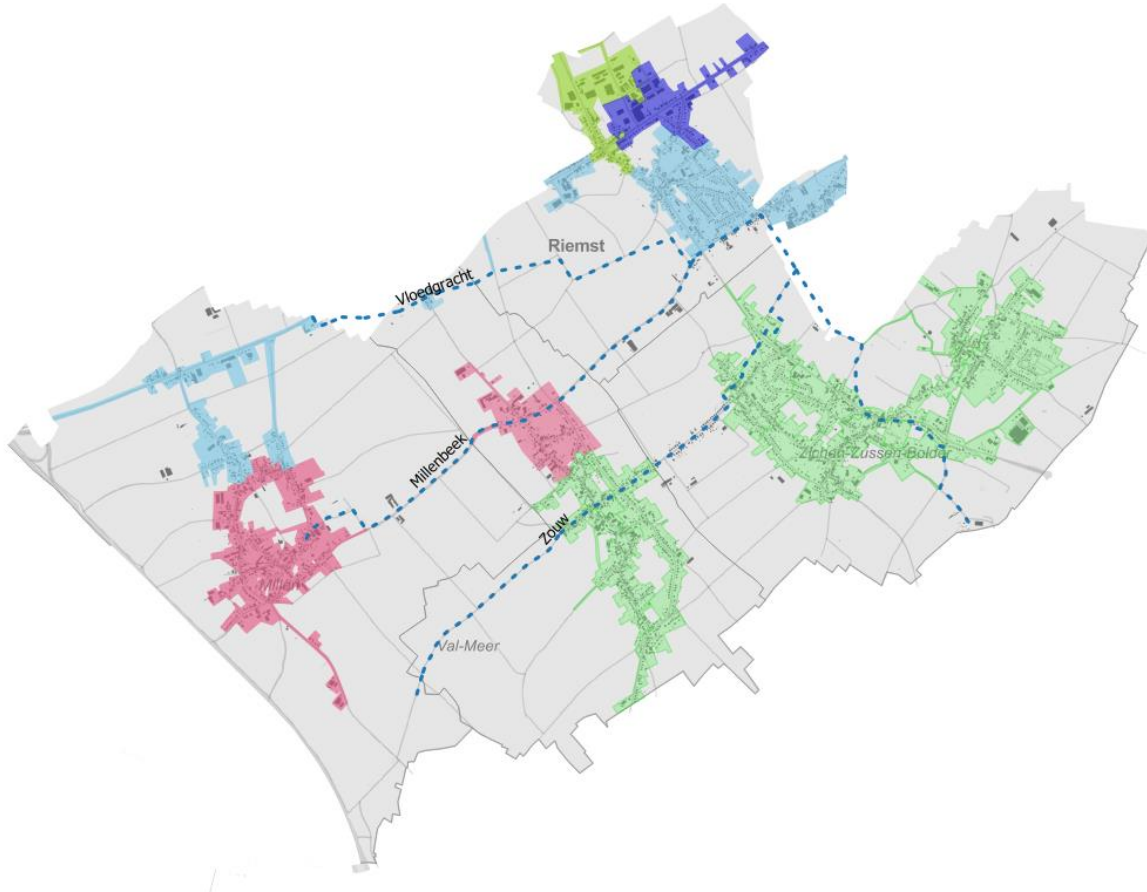 Riemst
Vloedgracht
Millenbeek
Zichen-Zussen-Bolder
Zouw
Millen
Val-Meer